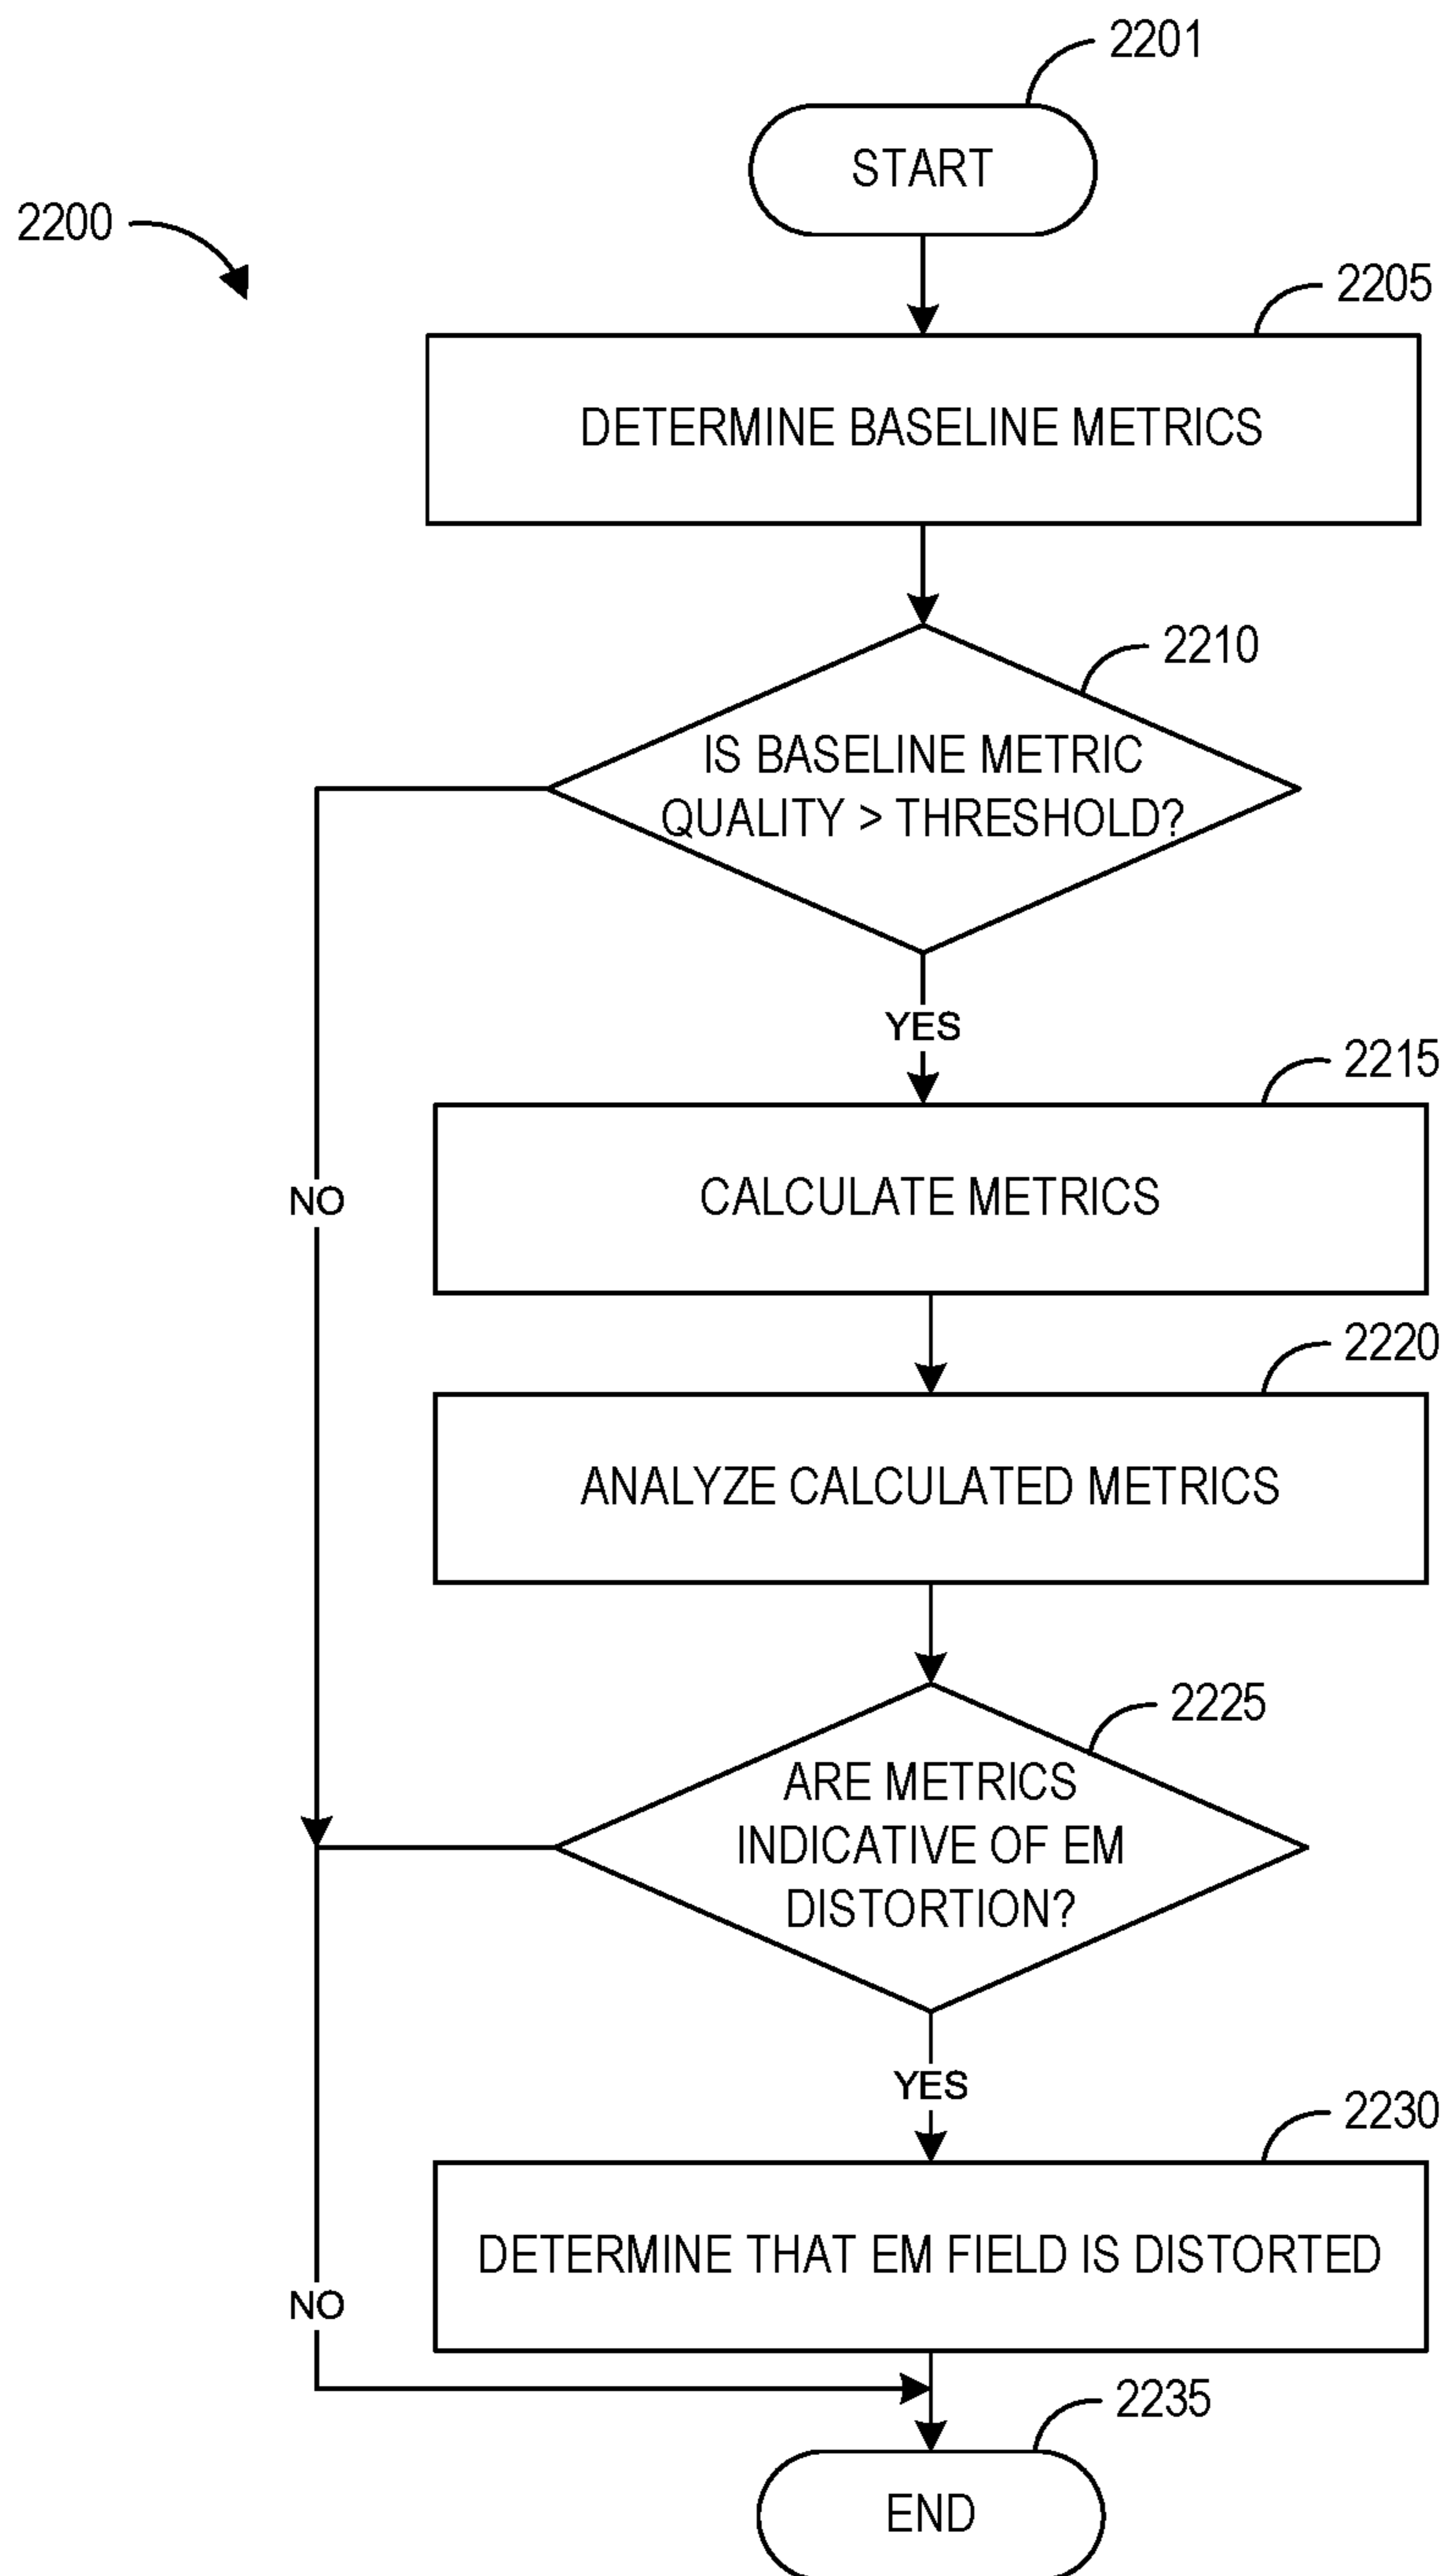 2201
START
2200
2205
DETERMINE BASELINE METRICS
2210
IS BASELINE METRIC
QUALITY > THRESHOLD?
YES
2215
CALCULATE METRICS
NO
2220
ANALYZE CALCULATED METRICS
2225
ARE METRICS
INDICATIVE OF EM
DISTORTION?
YES
2230
DETERMINE THAT EM FIELD IS DISTORTED
NO
2235
END